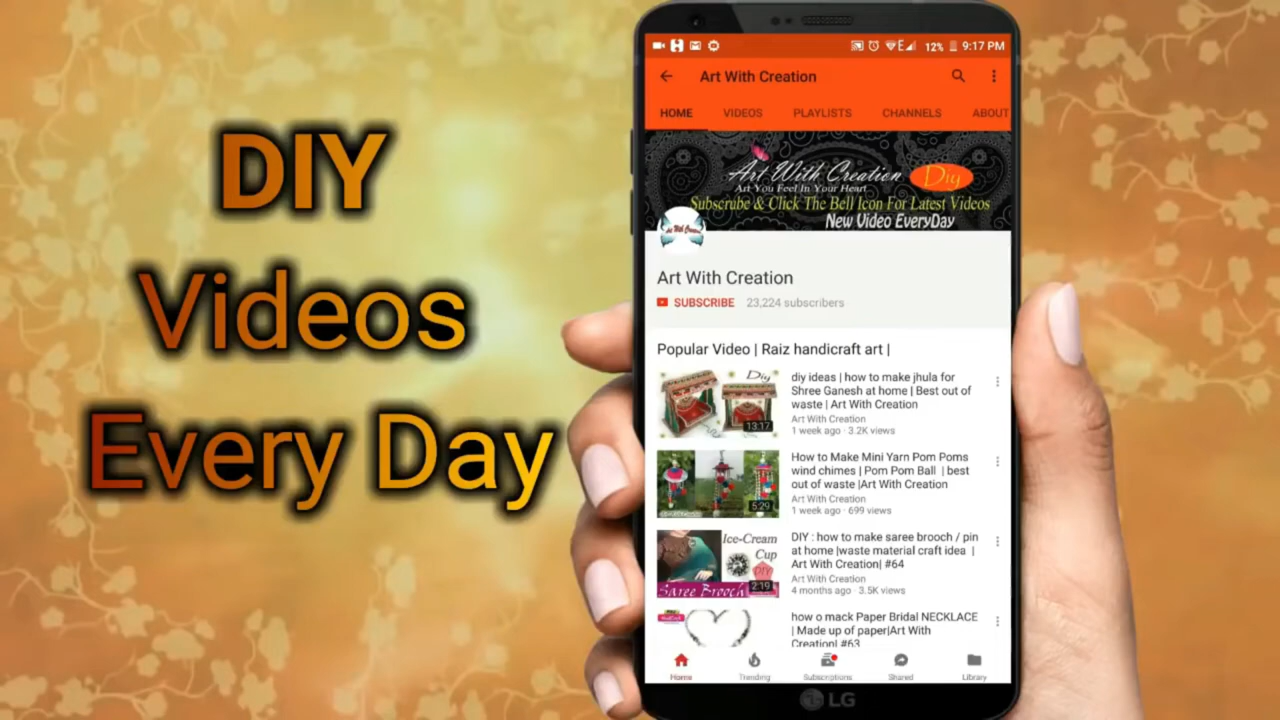 DIY
Videos
Every Day
12% 9:17 PM
Art With Creation
HOME VIDEOS PLAYLISTS CHANNELS ABOUT
Art With Creation Diy
Art You Feel In Your Heart
Subscrube & Click The Bell Icon For Latest Videos
New Video EveryDay
Art With Creation
Art With Creation
SUBSCRIBE 23,224 subscribers
Popular Video | Raiz handicraft art |
Diy
13:17
diy ideas | how to make jhula for
Shree Ganesh at home | Best out of
waste | Art With Creation
Art With Creation
1 week ago · 3.2K views
5:29
How to Make Mini Yarn Pom Poms
wind chimes | Pom Pom Ball | best
out of waste |Art With Creation
Art With Creation
1 week ago · 699 views
Ice-Cream
Cup
DIY
2:19
Saree Brooch
DIY : how to make saree brooch / pin
at home |waste material craft idea |
Art With Creation| #64
Art With Creation
4 months ago · 3.5K views
how o mack Paper Bridal NECKLACE
| Made up of paper|Art With
Creation| #63
Home Trending Subscriptions Shared Library
LG